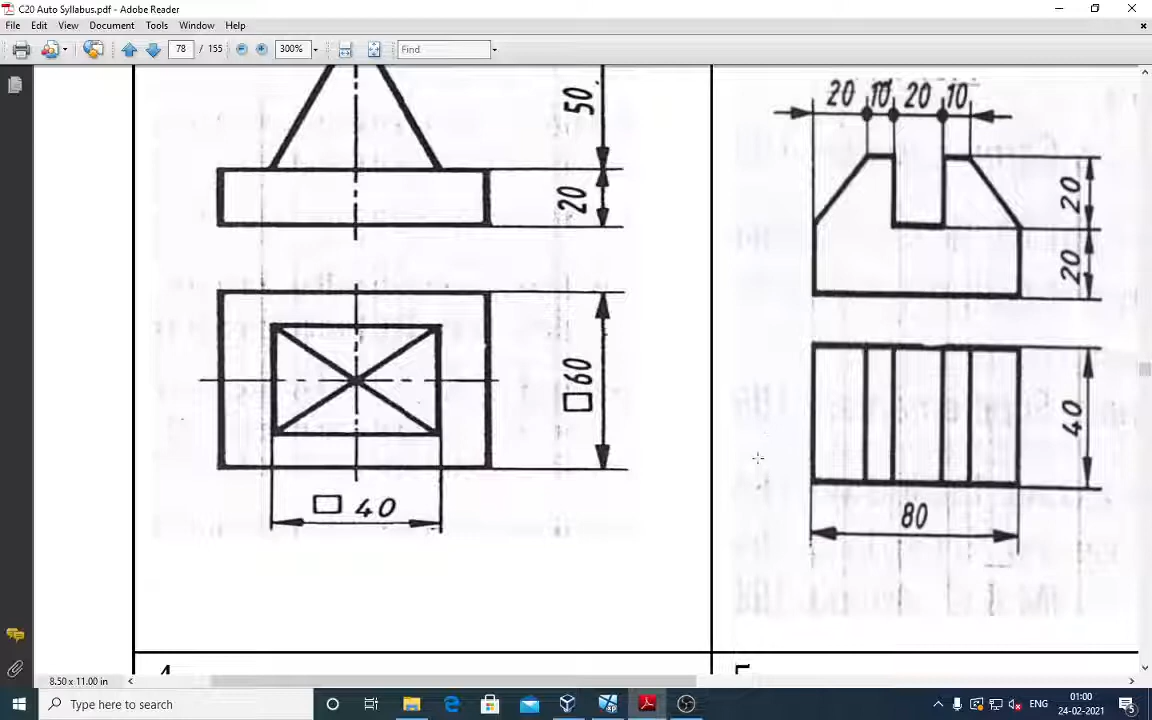 C20 Auto Syllabus.pdf - Adobe Reader
File Edit View Document Tools Window Help
78 / 155 300% Find
50
20
□ 60
□ 40
20 10 20 10
20
20
40
80
8.50 x 11.00 in
Type here to search
ENG
01:00
24-02-2021
5